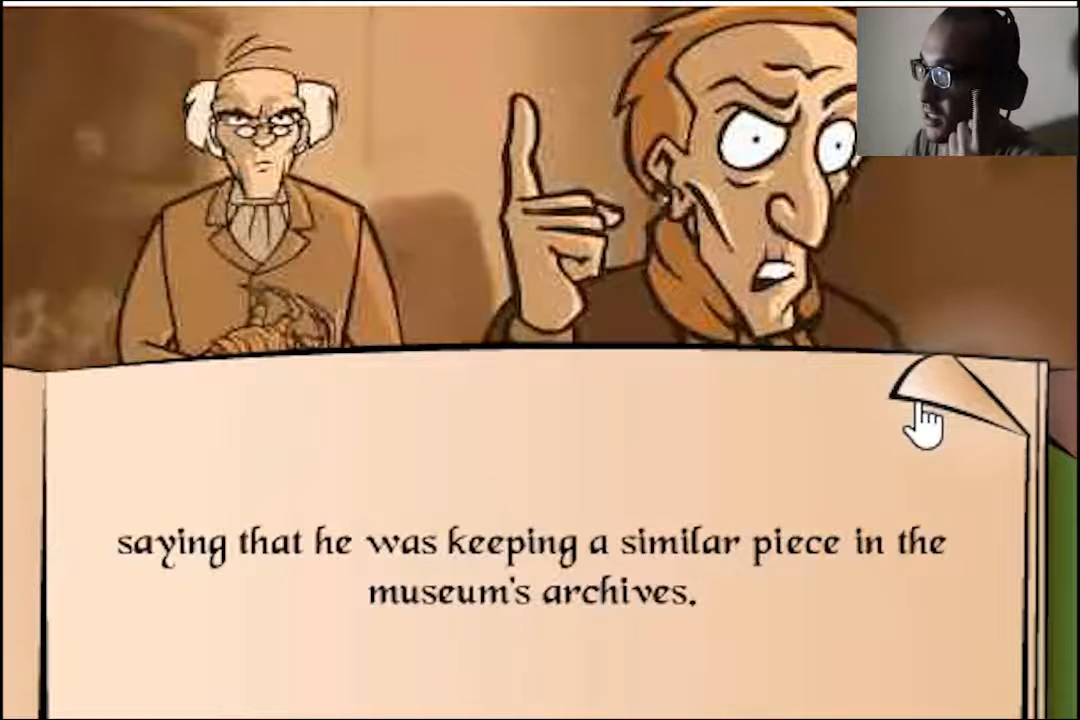 saying that he was keeping a similar piece in the
museum's archives.